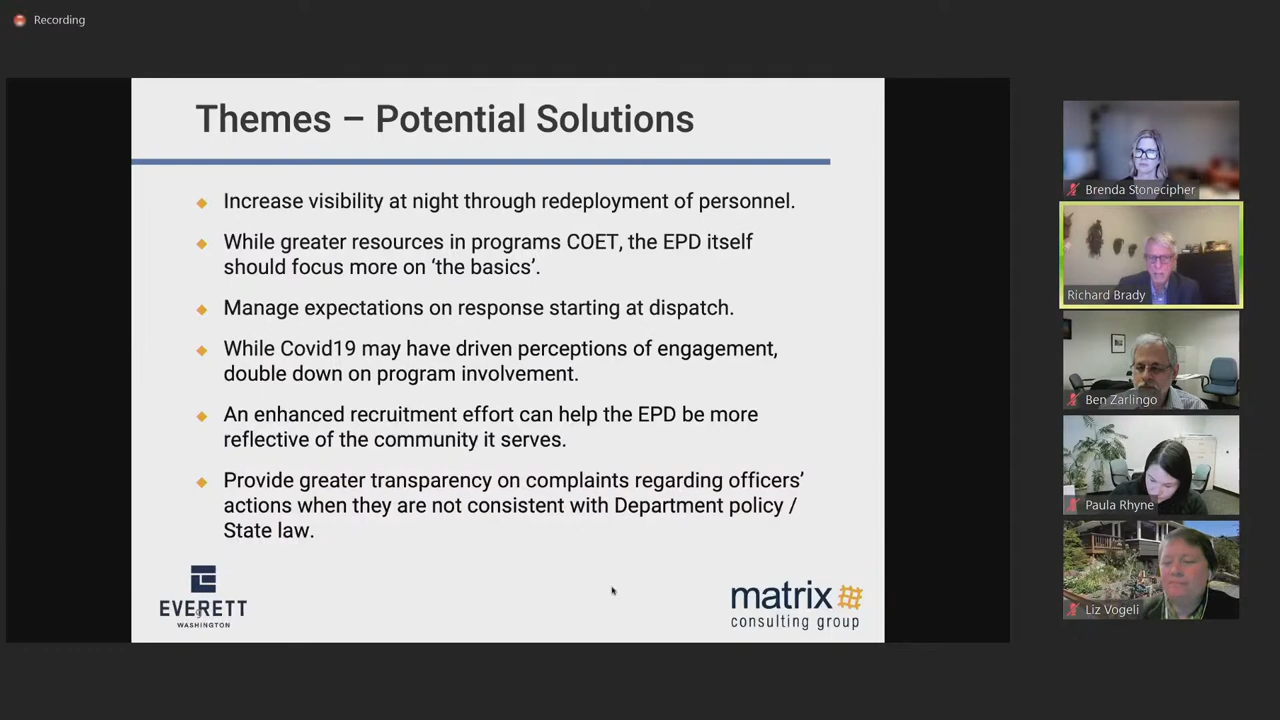 Recording
Themes – Potential Solutions
Increase visibility at night through redeployment of personnel.
While greater resources in programs COET, the EPD itself
should focus more on ‘the basics’.
Manage expectations on response starting at dispatch.
While Covid19 may have driven perceptions of engagement,
double down on program involvement.
An enhanced recruitment effort can help the EPD be more
reflective of the community it serves.
Provide greater transparency on complaints regarding officers’
actions when they are not consistent with Department policy /
State law.
EVERETT
WASHINGTON
matrix
consulting group
Brenda Stonecipher
Richard Brady
Ben Zarlingo
Paula Rhyne
Liz Vogeli